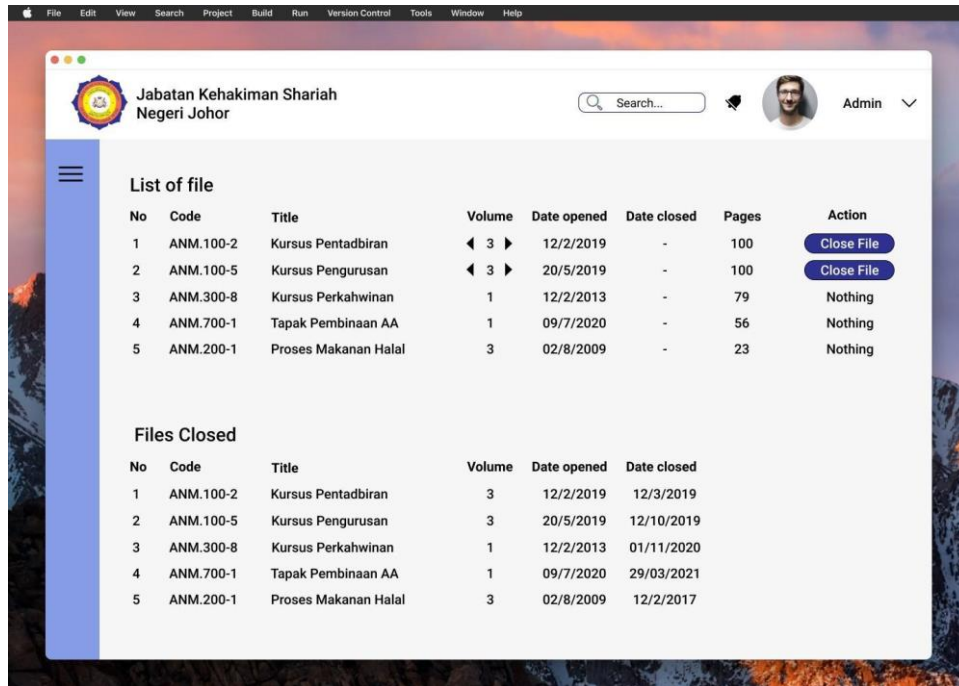 File Edit View Search Project Build Run Version Control Tools Window Help
Jabatan Kehakiman Shariah
Negeri Johor
Search...
Admin
List of file
No Code Title Volume Date opened Date closed Pages Action
1 ANM.100-2 Kursus Pentadbiran 3 12/2/2019 - 100 Close File
2 ANM.100-5 Kursus Pengurusan 3 20/5/2019 - 100 Close File
3 ANM.300-8 Kursus Perkahwinan 1 12/2/2013 - 79 Nothing
4 ANM.700-1 Tapak Pembinaan AA 1 09/7/2020 - 56 Nothing
5 ANM.200-1 Proses Makanan Halal 3 02/8/2009 - 23 Nothing
Files Closed
No Code Title Volume Date opened Date closed
1 ANM.100-2 Kursus Pentadbiran 3 12/2/2019 12/3/2019
2 ANM.100-5 Kursus Pengurusan 3 20/5/2019 12/10/2019
3 ANM.300-8 Kursus Perkahwinan 1 12/2/2013 01/11/2020
4 ANM.700-1 Tapak Pembinaan AA 1 09/7/2020 29/03/2021
5 ANM.200-1 Proses Makanan Halal 3 02/8/2009 12/2/2017